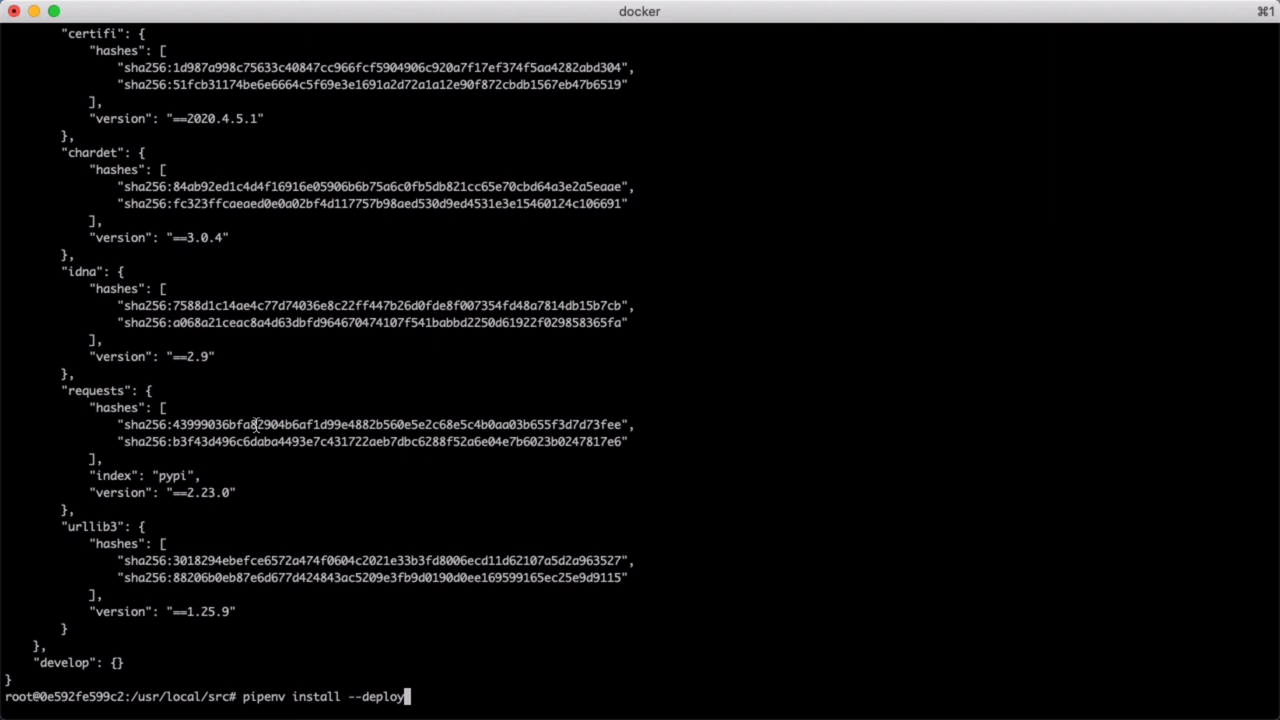 docker
⌘1
"certifi": {
"hashes": [
"sha256:1d987a998c75633c40847cc966fcf5904906c920a7f17ef374f5aa4282abd304",
"sha256:51fcb31174be6e6664c5f69e3e1691a2d72a1a12e90f872cbdb1567eb47b6519"
],
"version": "==2020.4.5.1"
},
"chardet": {
"hashes": [
"sha256:84ab92ed1c4d4f16916e05906b6b75a6c0fb5db821cc65e70cbd64a3e2a5eaae",
"sha256:fc323ffcaeaed0e0a02bf4d117757b98aed530d9ed4531e3e15460124c106691"
],
"version": "==3.0.4"
},
"idna": {
"hashes": [
"sha256:7588d1c14ae4c77d74036e8c22ff447b26d0fde8f007354fd48a7814db15b7cb",
"sha256:a068a21ceac8a4d63dbfd964670474107f541babbd2250d61922f029858365fa"
],
"version": "==2.9"
},
"requests": {
"hashes": [
"sha256:43999036bfa82904b6af1d99e4882b560e5e2c68e5c4b0aa03b655f3d7d73fee",
"sha256:b3f43d496c6daba4493e7c431722aeb7dbc6288f52a6e04e7b6023b0247817e6"
],
"index": "pypi",
"version": "==2.23.0"
},
"urllib3": {
"hashes": [
"sha256:3018294ebefce6572a474f0604c2021e33b3fd8006ecd11d62107a5d2a963527",
"sha256:88206b0eb87e6d677d424843ac5209e3fb9d0190d0ee169599165ec25e9d9115"
],
"version": "==1.25.9"
}
},
"develop": {}
}
root@0e592fe599c2:/usr/local/src# pipenv install --deploy